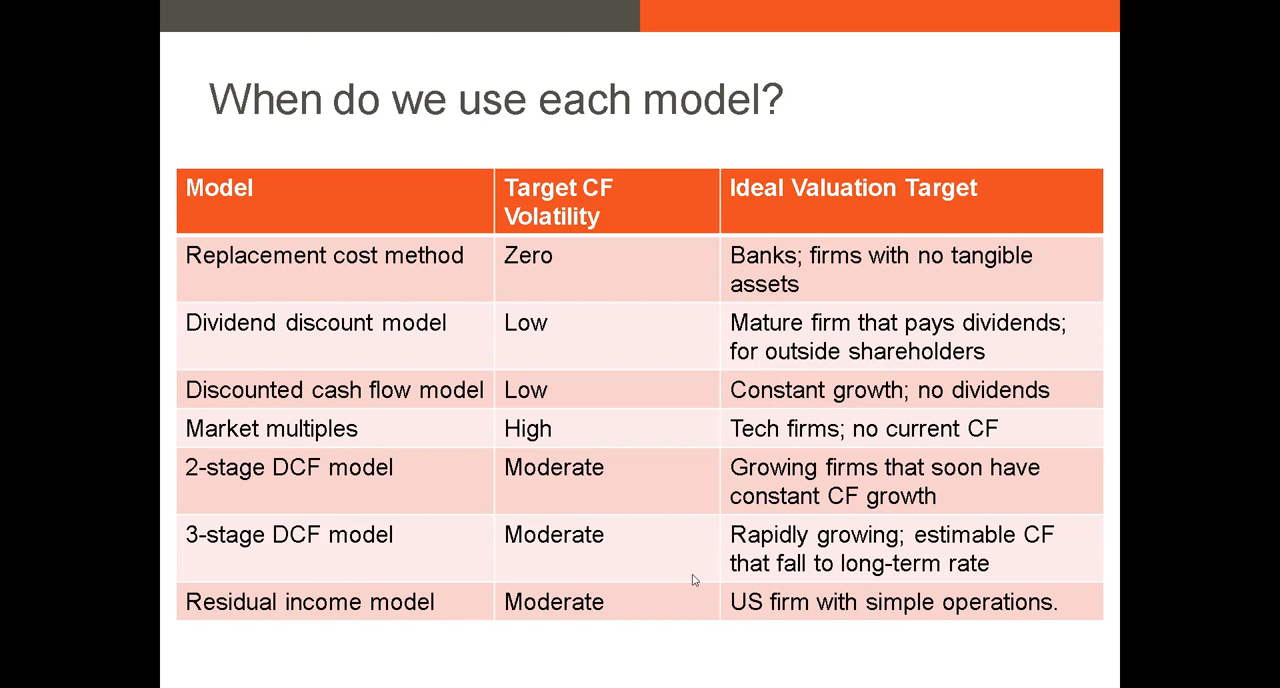 When do we use each model?
Model
Target CF
Volatility
Ideal Valuation Target
Replacement cost method
Zero
Banks; firms with no tangible
assets
Dividend discount model
Low
Mature firm that pays dividends;
for outside shareholders
Discounted cash flow model
Low
Constant growth; no dividends
Market multiples
High
Tech firms; no current CF
2-stage DCF model
Moderate
Growing firms that soon have
constant CF growth
3-stage DCF model
Moderate
Rapidly growing; estimable CF
that fall to long-term rate
Residual income model
Moderate
US firm with simple operations.